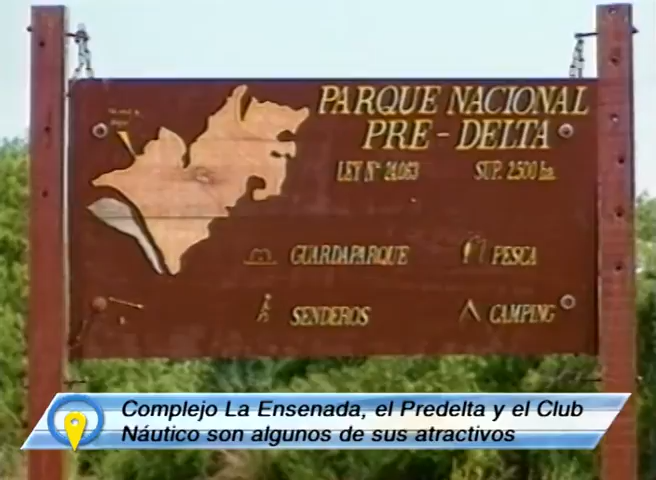 PARQUE NACIONAL
PRE - DELTA
LEY Nº 24.063 SUP. 2.500 ha.
GUARDAPARQUE PESCA
SENDEROS CAMPING
Complejo La Ensenada, el Predelta y el Club
Náutico son algunos de sus atractivos